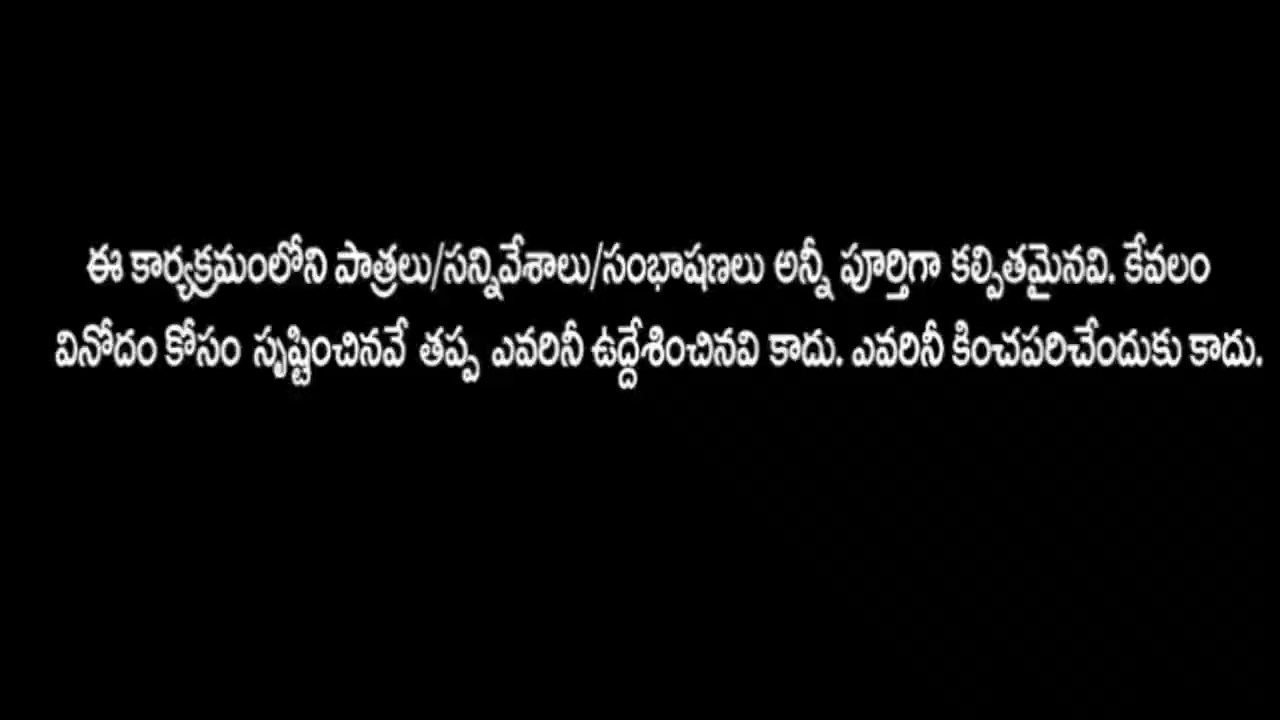 ఈ కార్యక్రమంలోని పాత్రలు/సన్నివేశాలు/సంభాషణలు అన్నీ పూర్తిగా కల్పితమైనవి. కేవలం
వినోదం కోసం సృష్టించినవే తప్ప ఎవరినీ ఉద్దేశించినవి కాదు. ఎవరినీ కించపరిచేందుకు కాదు.